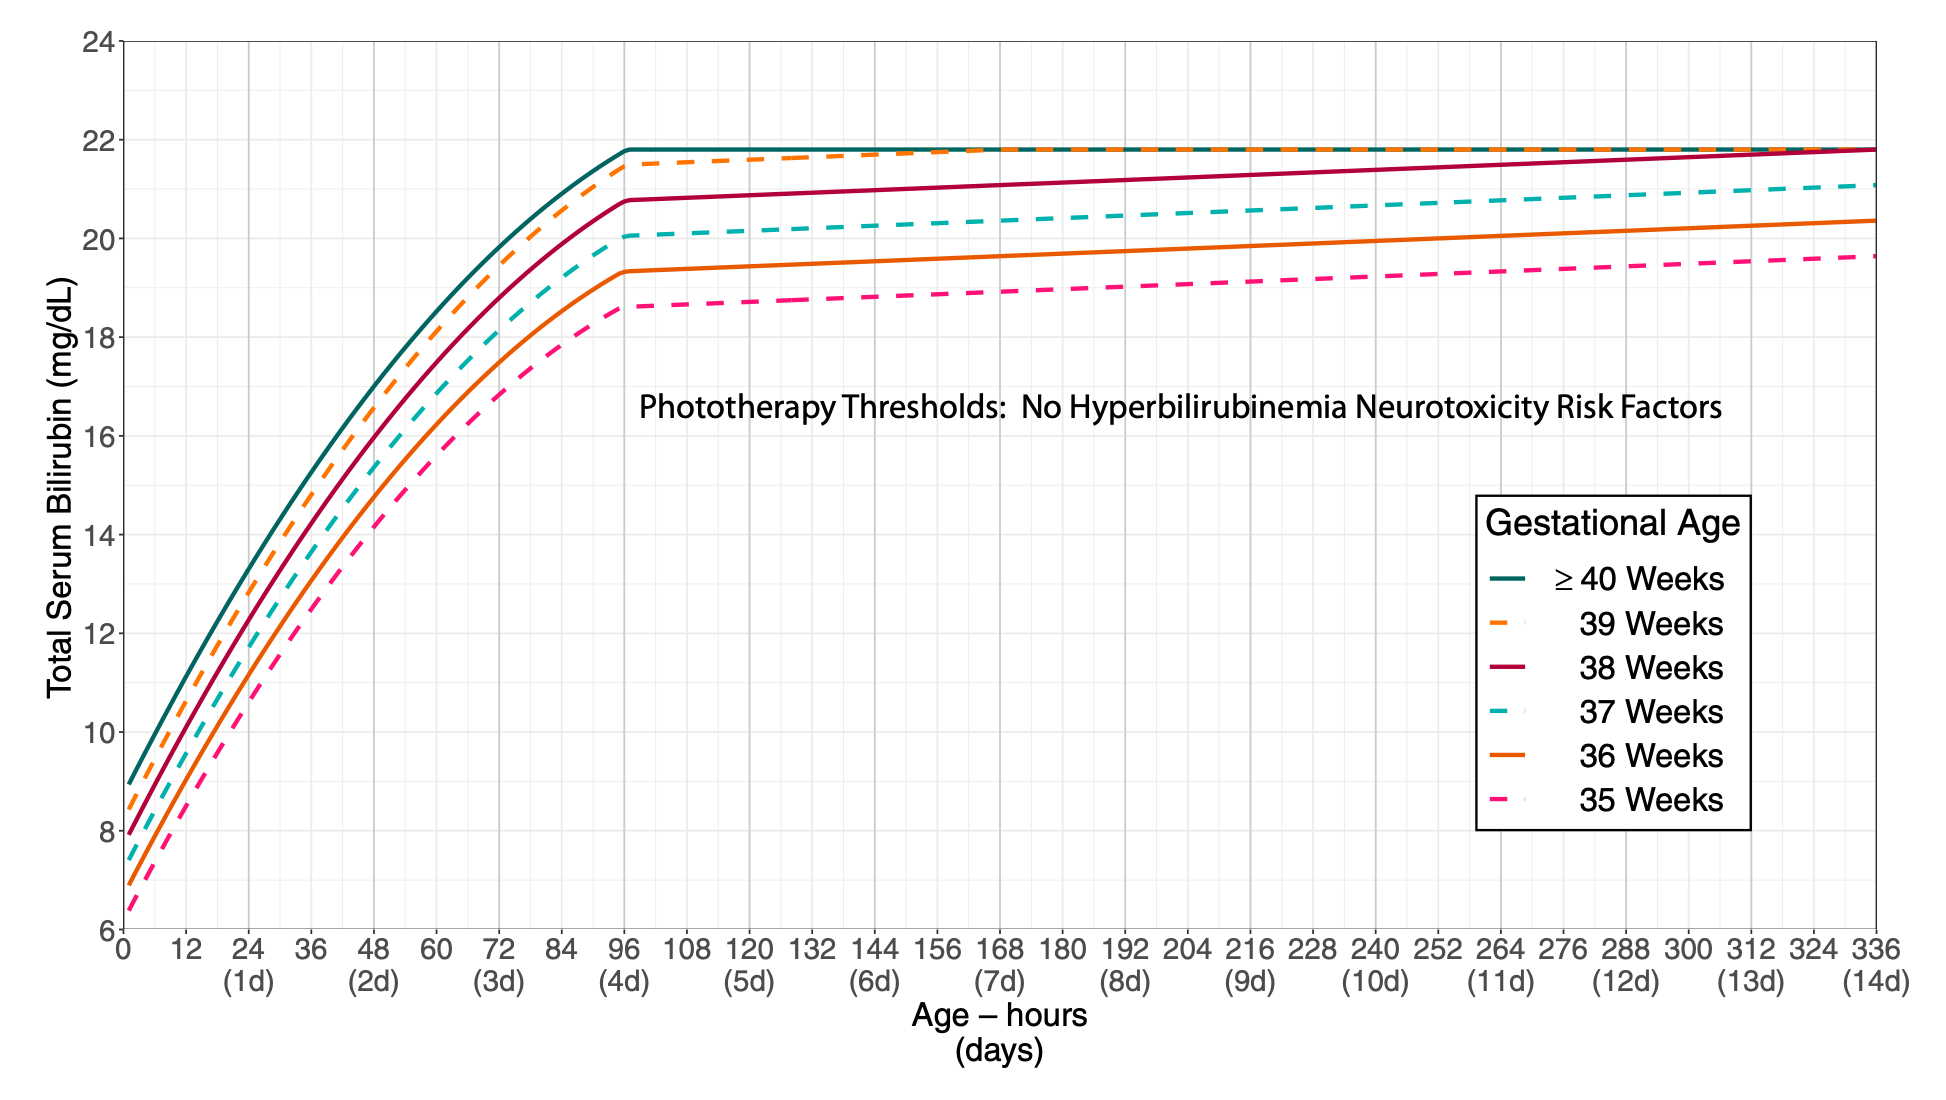 24
22
20
18
16
14
12
10
8
6
Total Serum Bilirubin (mg/dL)
Phototherapy Thresholds: No Hyperbilirubinemia Neurotoxicity Risk Factors
Gestational Age
≥ 40 Weeks
39 Weeks
38 Weeks
37 Weeks
36 Weeks
35 Weeks
0 12 24 36 48 60 72 84 96 108 120 132 144 156 168 180 192 204 216 228 240 252 264 276 288 300 312 324 336
(1d) (2d) (3d) (4d) (5d) (6d) (7d) (8d) (9d) (10d) (11d) (12d) (13d) (14d)
Age – hours
(days)